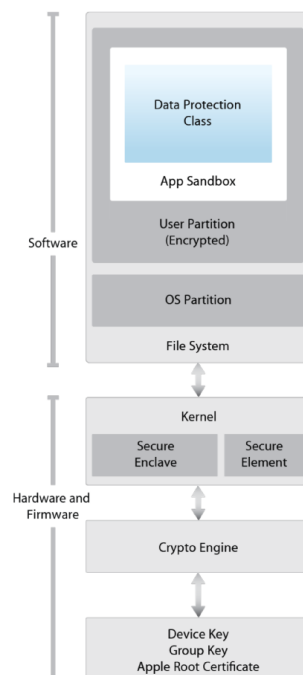 Data Protection
Class
App Sandbox
User Partition
(Encrypted)
Software
OS Partition
File System
Kernel
Secure
Enclave
Secure
Element
Hardware and
Firmware
Crypto Engine
Device Key
Group Key
Apple Root Certificate